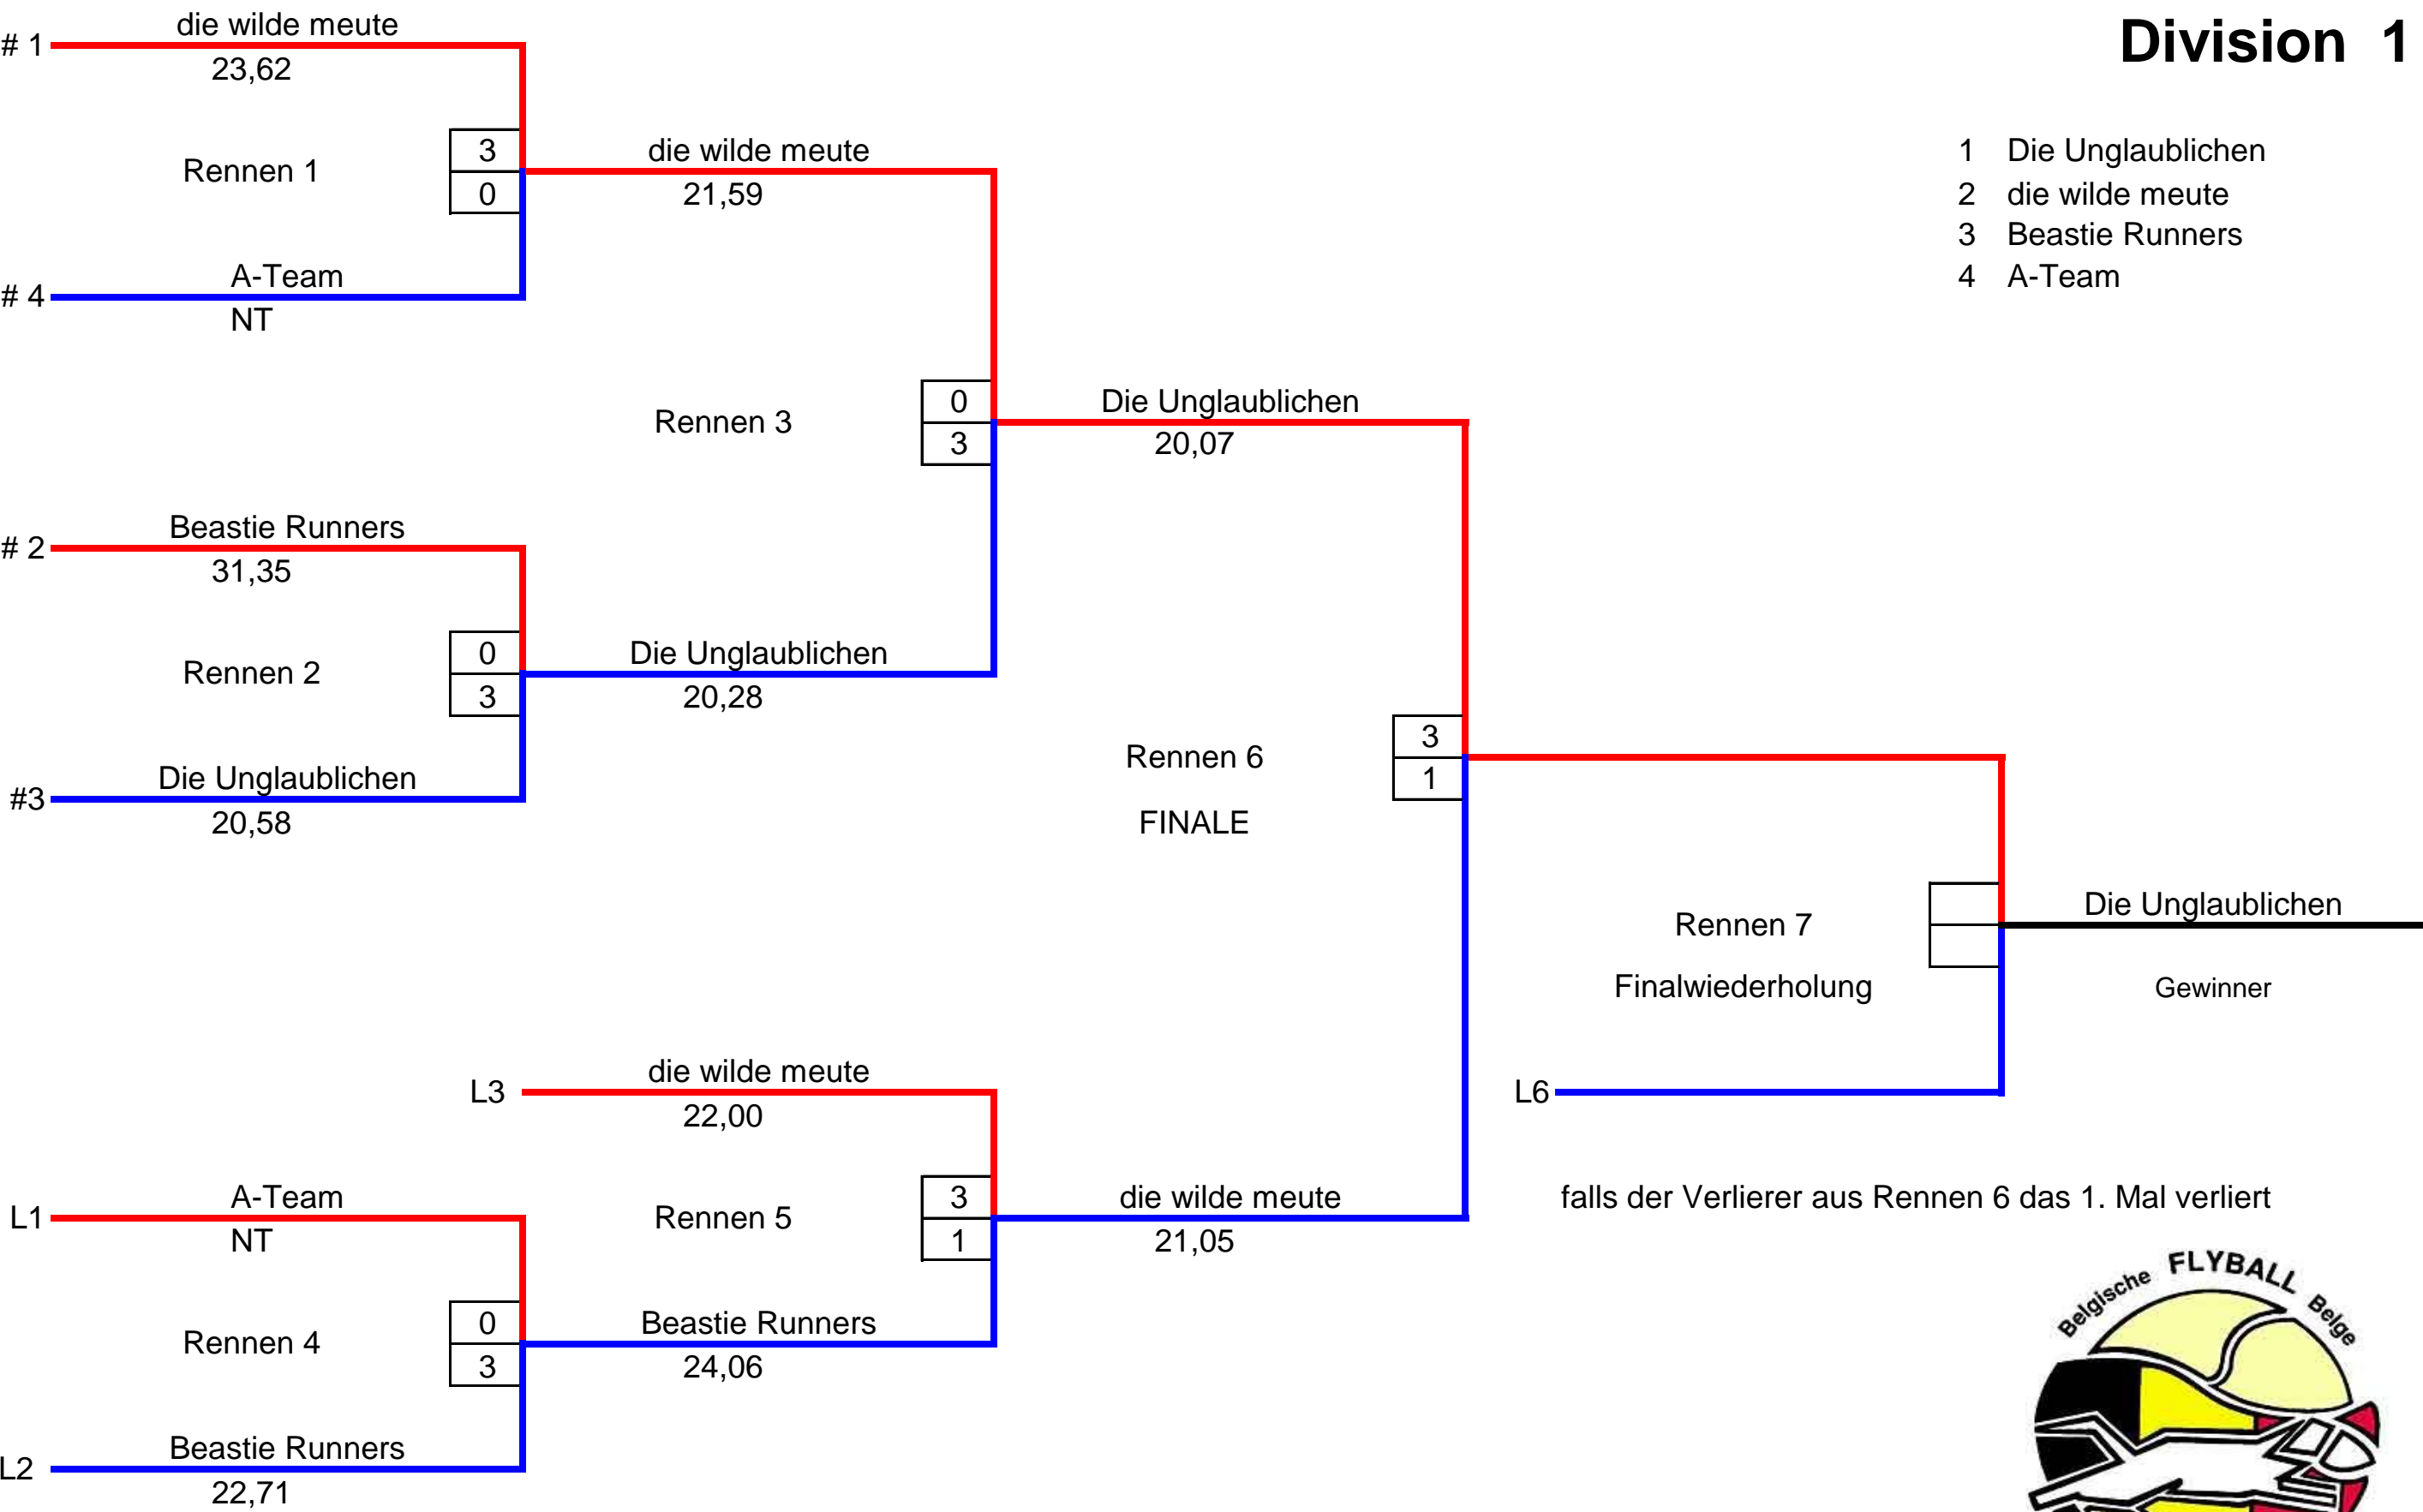 die wilde meute
# 1
23,62
Division 1
3
Rennen 1
0
die wilde meute
21,59
1 Die Unglaublichen
2 die wilde meute
3 Beastie Runners
4 A-Team
A-Team
# 4
NT
Rennen 3
0
3
Die Unglaublichen
20,07
Beastie Runners
# 2
31,35
Rennen 2
0
3
Die Unglaublichen
20,28
Die Unglaublichen
#3
20,58
Rennen 6
FINALE
3
1
Rennen 7
Finalwiederholung
Die Unglaublichen
Gewinner
L3
die wilde meute
22,00
L6
A-Team
L1
NT
Rennen 5
3
1
die wilde meute
21,05
falls der Verlierer aus Rennen 6 das 1. Mal verliert
Rennen 4
0
3
Beastie Runners
24,06
Beastie Runners
L2
22,71
Belgische FLYBALL Belge